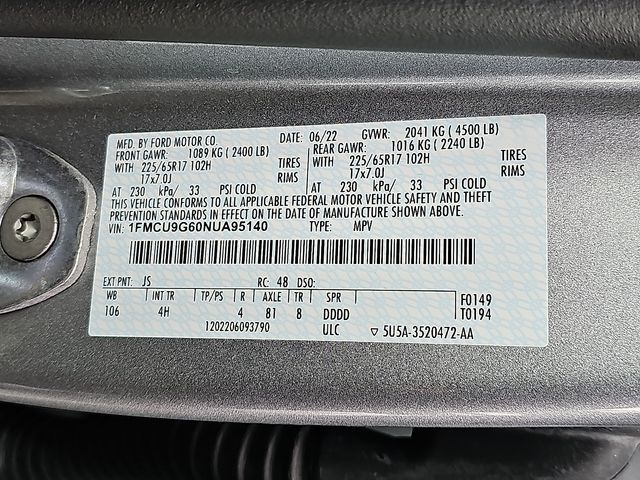 MFD. BY FORD MOTOR CO. DATE: 06/22 GVWR: 2041 KG ( 4500 LB)
FRONT GAWR: 1089 KG ( 2400 LB) REAR GAWR: 1016 KG ( 2240 LB)
WITH 225/65R17 102H TIRES WITH 225/65R17 102H TIRES
17x7.0J RIMS 17x7.0J RIMS
AT 230 kPa/ 33 PSI COLD AT 230 kPa/ 33 PSI COLD
THIS VEHICLE CONFORMS TO ALL APPLICABLE FEDERAL MOTOR VEHICLE SAFETY AND THEFT
PREVENTION STANDARDS IN EFFECT ON THE DATE OF MANUFACTURE SHOWN ABOVE.
VIN: 1FMCU9G60NUA95140 TYPE: MPV
EXT PNT: JS RC: 48 DSO:
WB INT TR TP/PS R AXLE TR SPR F0149
106 4H 4 81 8 DDDD T0194
1202206093790 ULC ▽ 5U5A-3520472-AA